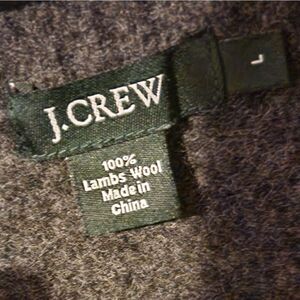 J.CREW
L
100%
Lambs Wool
Made in
China